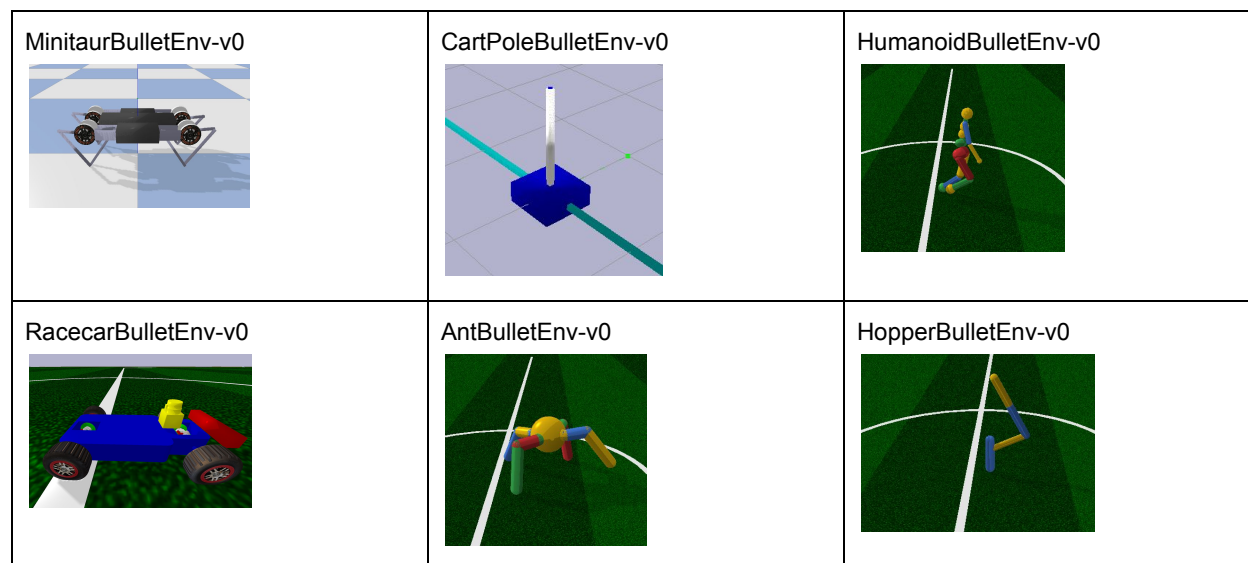 MinitaurBulletEnv-v0
CartPoleBulletEnv-v0
HumanoidBulletEnv-v0
RacecarBulletEnv-v0
AntBulletEnv-v0
HopperBulletEnv-v0